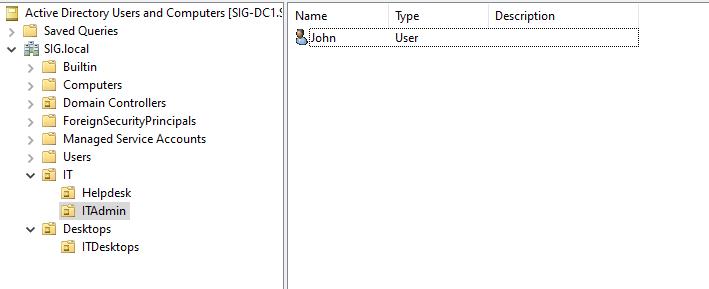 Active Directory Users and Computers [SIG-DC1.S
Saved Queries
SIG.local
Builtin
Computers
Domain Controllers
ForeignSecurityPrincipals
Managed Service Accounts
Users
IT
Helpdesk
ITAdmin
Desktops
ITDesktops
Name Type Description
John User